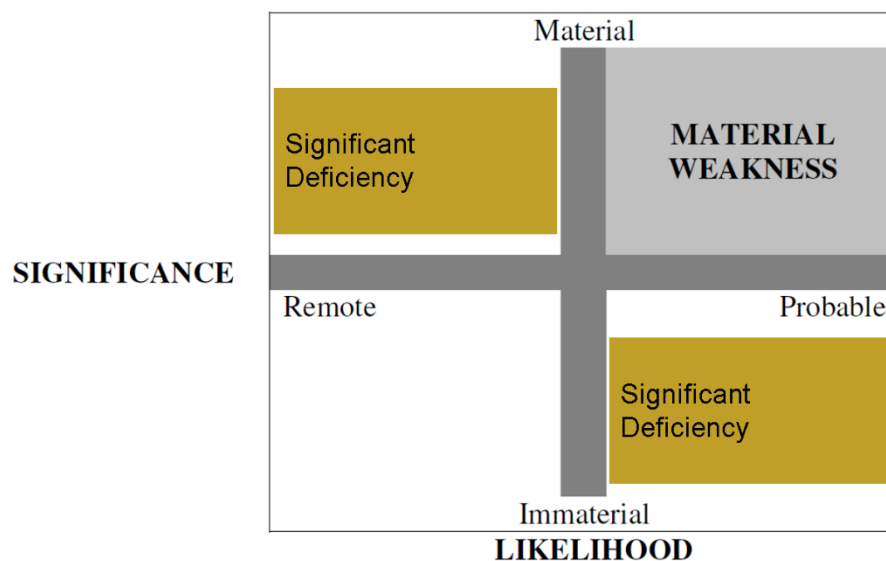 Material
Significant
Deficiency
MATERIAL
WEAKNESS
SIGNIFICANCE
Remote
Probable
Significant
Deficiency
Immaterial
LIKELIHOOD